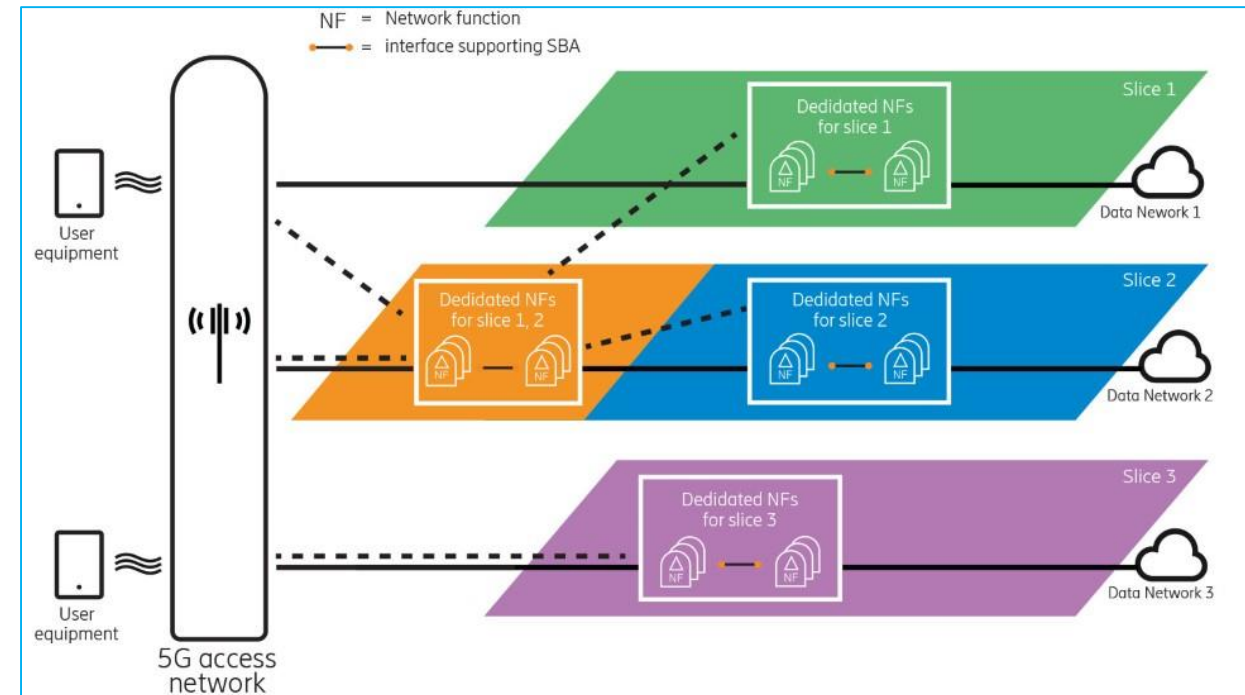 NF = Network function
= interface supporting SBA
Slice 1
Dedidated NFs
for slice 1
NF
NF
Data Nework 1
User
equipment
Slice 2
Dedidated NFs
for slice 1, 2
NF
NF
Dedidated NFs
for slice 2
NF
NF
Data Network 2
Slice 3
Dedidated NFs
for slice 3
NF
NF
Data Network 3
User
equipment
5G access
network